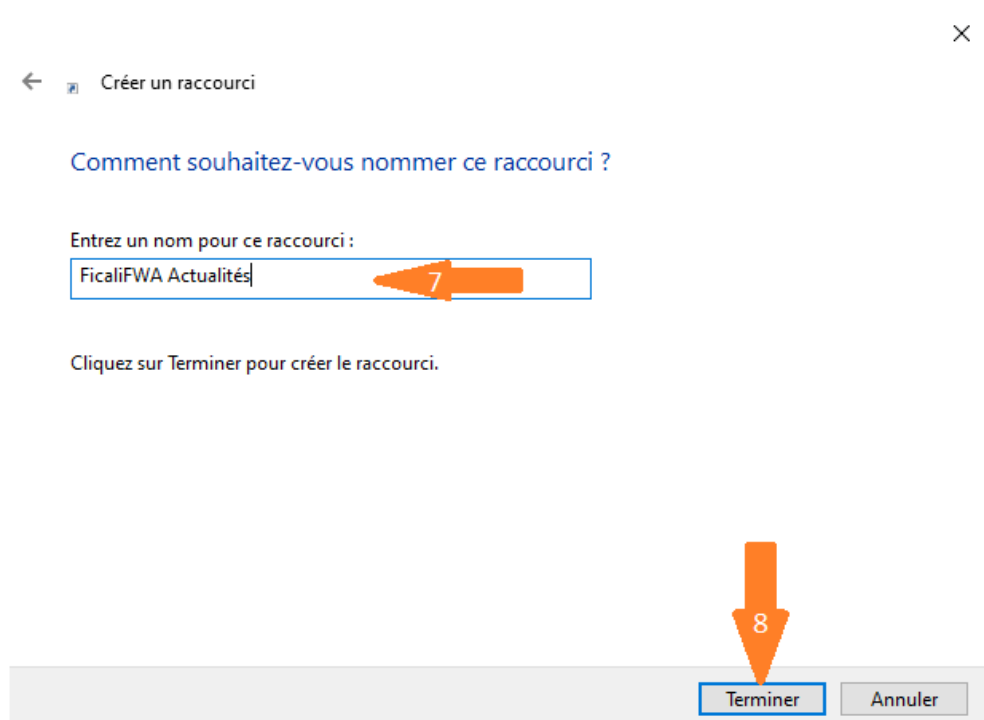 Créer un raccourci
Comment souhaitez-vous nommer ce raccourci ?
Entrez un nom pour ce raccourci :
FicaliFWA Actualités
7
Cliquez sur Terminer pour créer le raccourci.
8
Terminer
Annuler